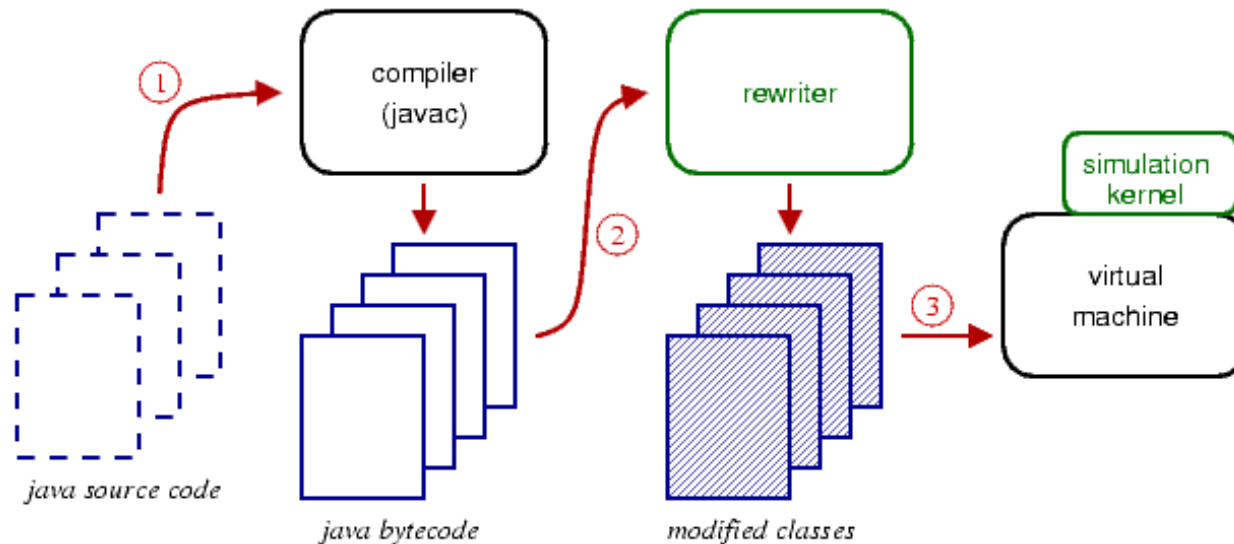 1
compiler
(javac)
rewriter
simulation
kernel
2
virtual
machine
3
java source code
java bytecode
modified classes